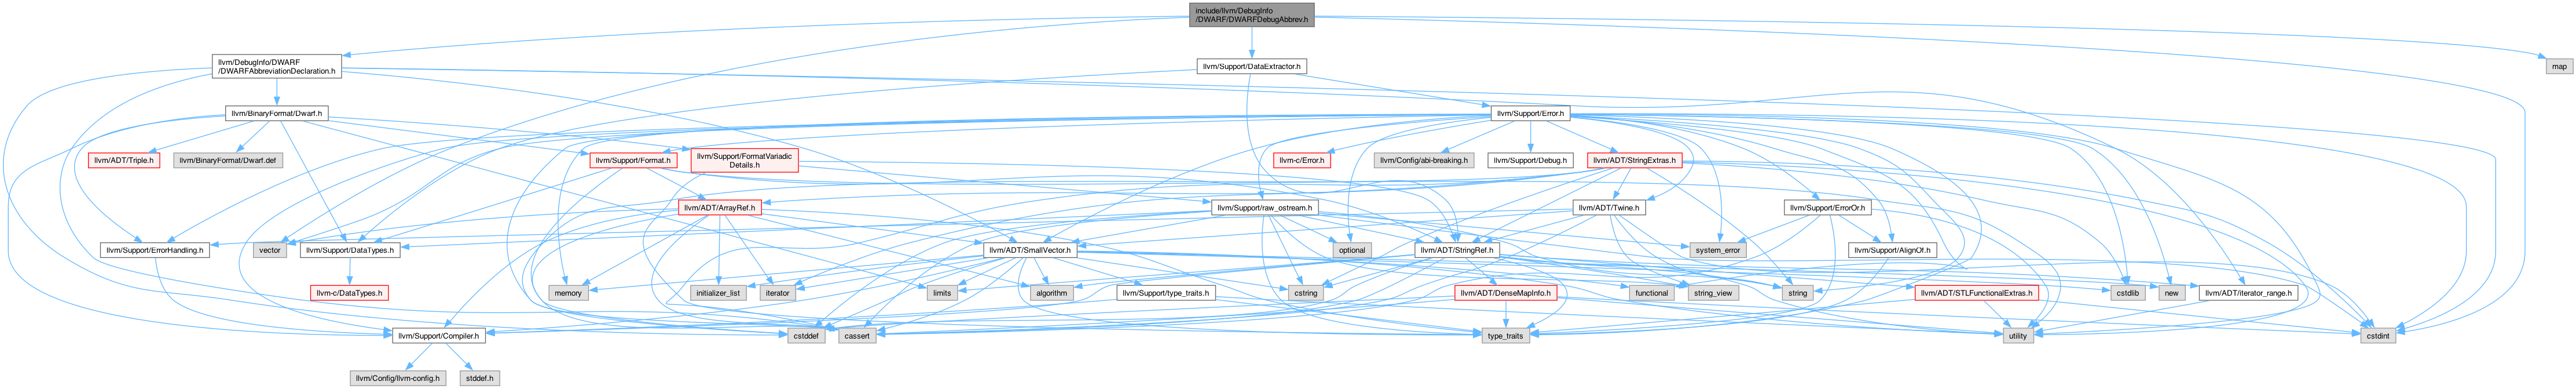 include/llvm/DebugInfo
/DWARF/DWARFDebugAbbrev.h
llvm/DebugInfo/DWARF
/DWARFAbbreviationDeclaration.h
llvm/Support/DataExtractor.h
map
llvm/BinaryFormat/Dwarf.h
llvm/Support/Error.h
llvm/ADT/Triple.h
llvm/BinaryFormat/Dwarf.def
llvm/Support/Format.h
llvm/Support/FormatVariadic
Details.h
llvm-c/Error.h
llvm/Config/abi-breaking.h
llvm/Support/Debug.h
llvm/ADT/StringExtras.h
llvm/ADT/ArrayRef.h
llvm/Support/raw_ostream.h
llvm/ADT/Twine.h
llvm/Support/ErrorOr.h
llvm/Support/ErrorHandling.h
vector
llvm/Support/DataTypes.h
llvm/ADT/SmallVector.h
optional
llvm/ADT/StringRef.h
system_error
llvm/Support/AlignOf.h
llvm-c/DataTypes.h
memory
initializer_list
iterator
limits
algorithm
llvm/Support/type_traits.h
cstring
llvm/ADT/DenseMapInfo.h
functional
string_view
string
llvm/ADT/STLFunctionalExtras.h
cstdlib
new
llvm/ADT/iterator_range.h
llvm/Support/Compiler.h
cstddef
cassert
type_traits
utility
cstdint
llvm/Config/llvm-config.h
stddef.h